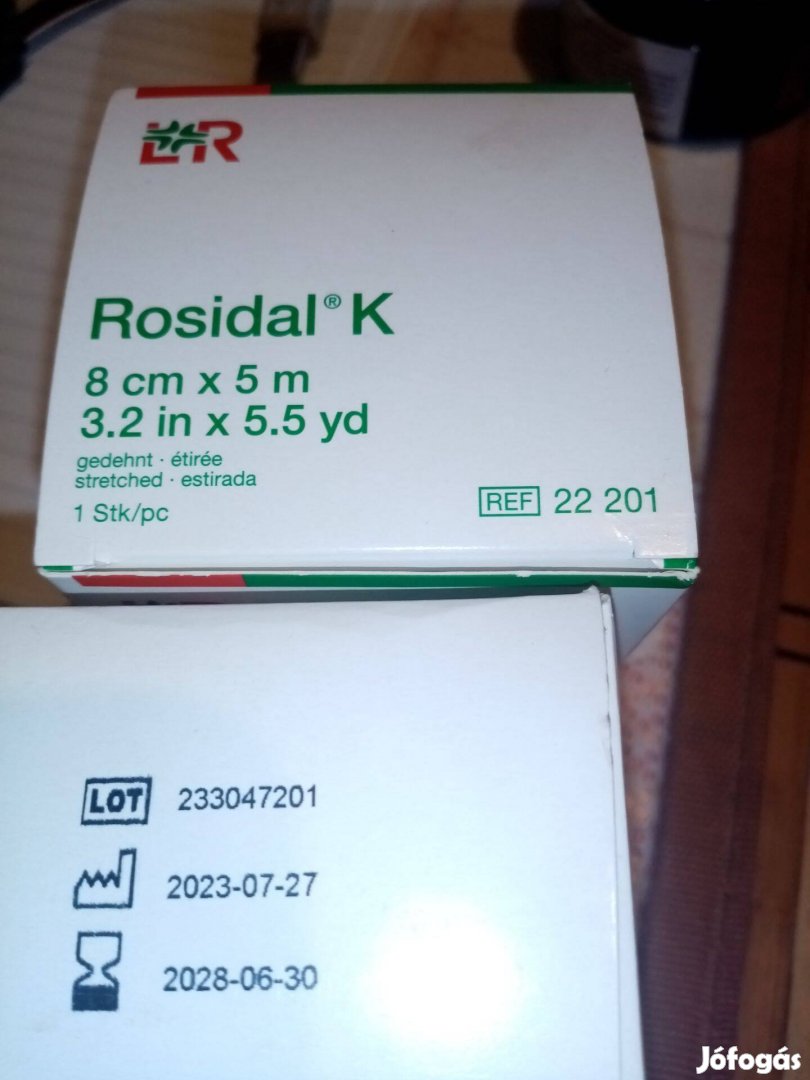 L&R
Rosidal® K
8 cm x 5 m
3.2 in x 5.5 yd
gedehnt · étirée
stretched · estirada
1 Stk/pc
REF 22 201
LOT 233047201
2023-07-27
2028-06-30
Jófogás